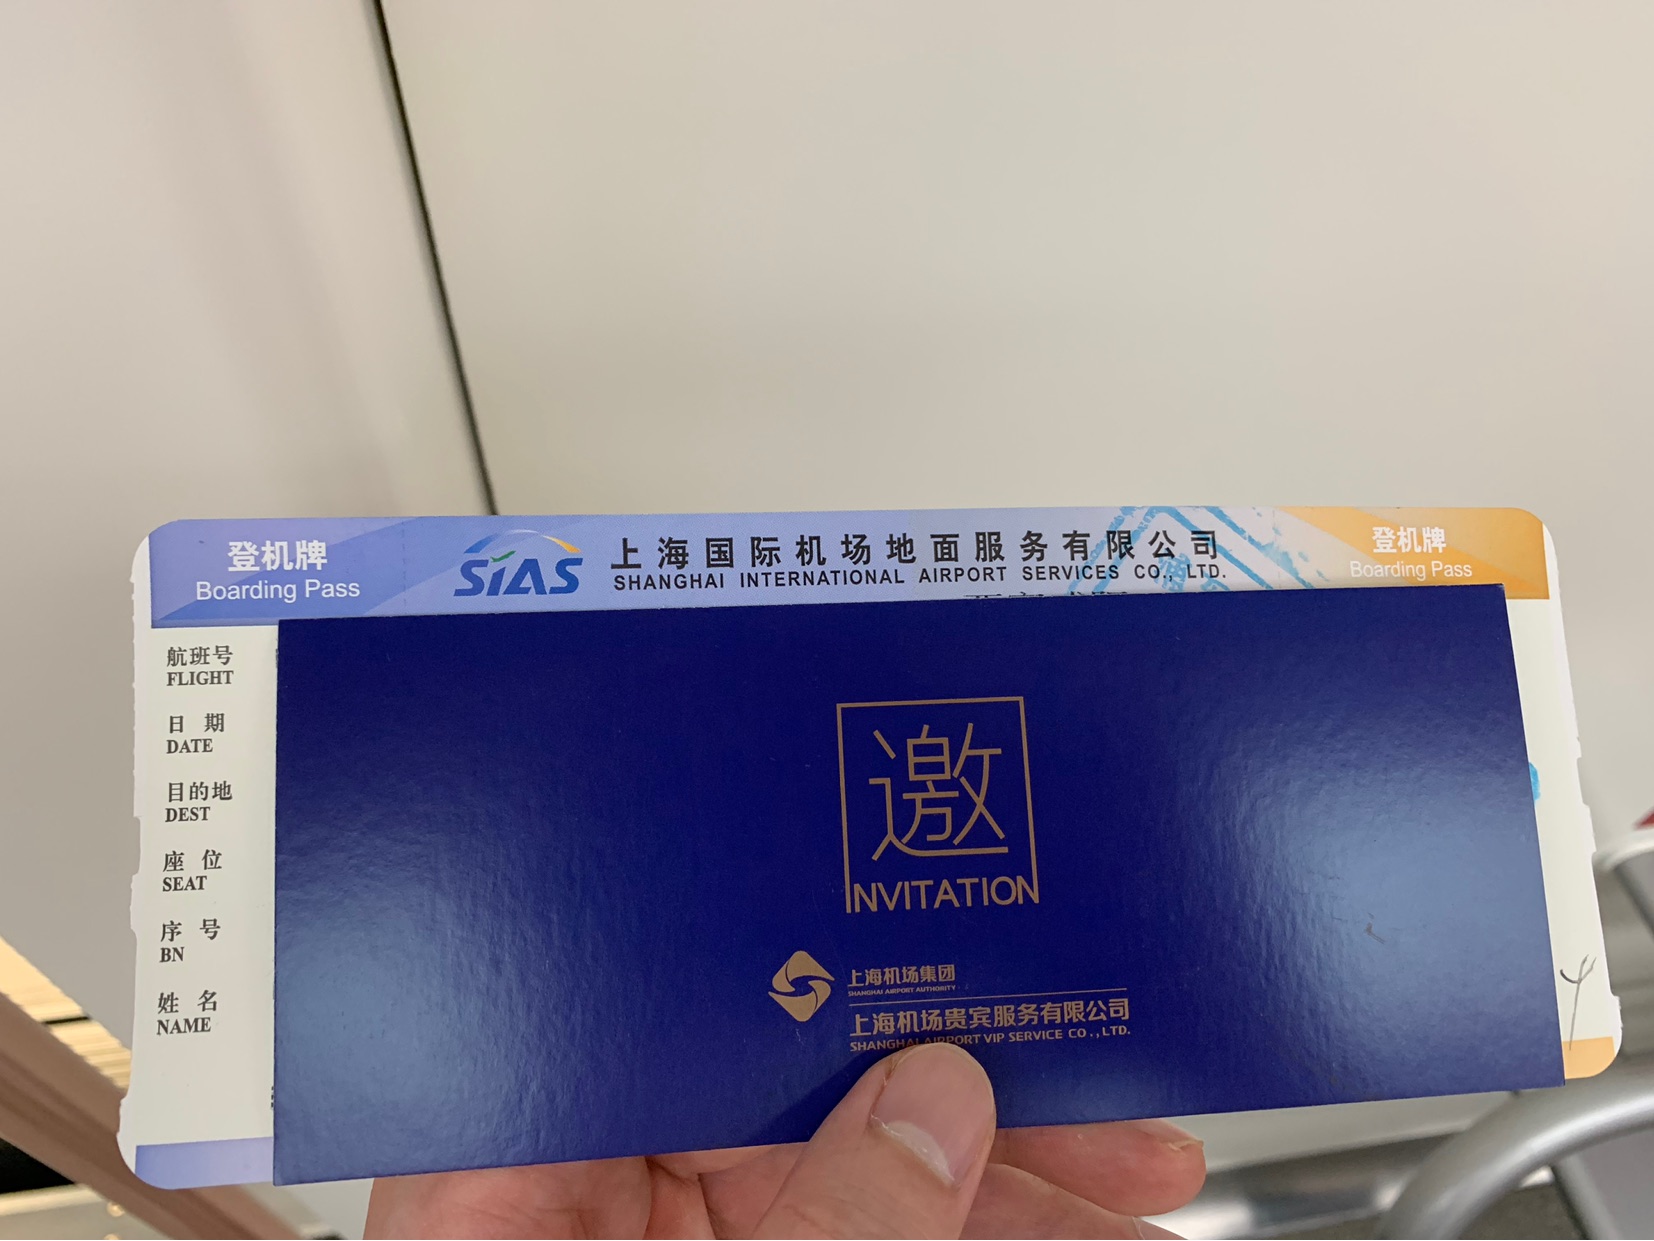 登机牌
Boarding Pass
SIAS
上海国际机场地面服务有限公司
SHANGHAI INTERNATIONAL AIRPORT SERVICES CO., LTD.
登机牌
Boarding Pass
航班号
FLIGHT
日期
DATE
目的地
DEST
座位
SEAT
序号
BN
姓名
NAME
邀
INVITATION
上海机场集团
SHANGHAI AIRPORT AUTHORITY
上海机场贵宾服务有限公司
SHANGHAI AIRPORT VIP SERVICE CO.,LTD.